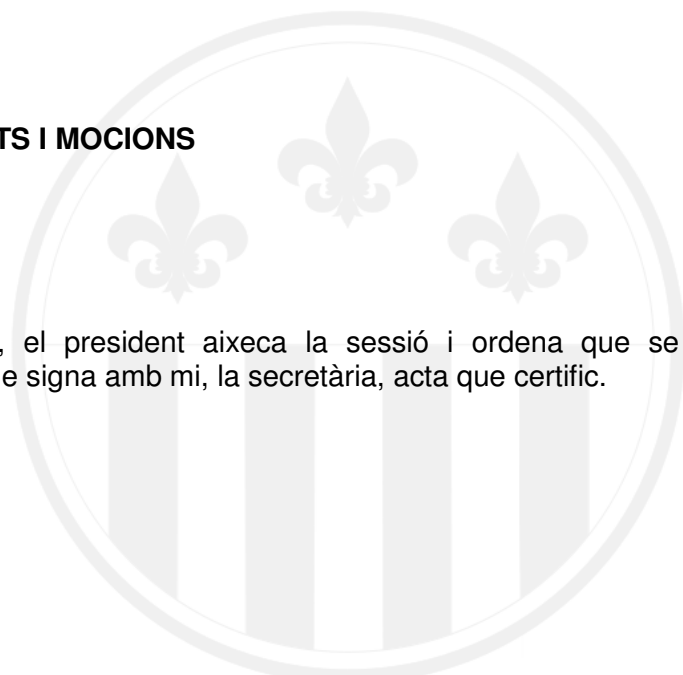 TS I MOCIONS
, el president aixeca la sessió i ordena que se
e signa amb mi, la secretària, acta que certific.